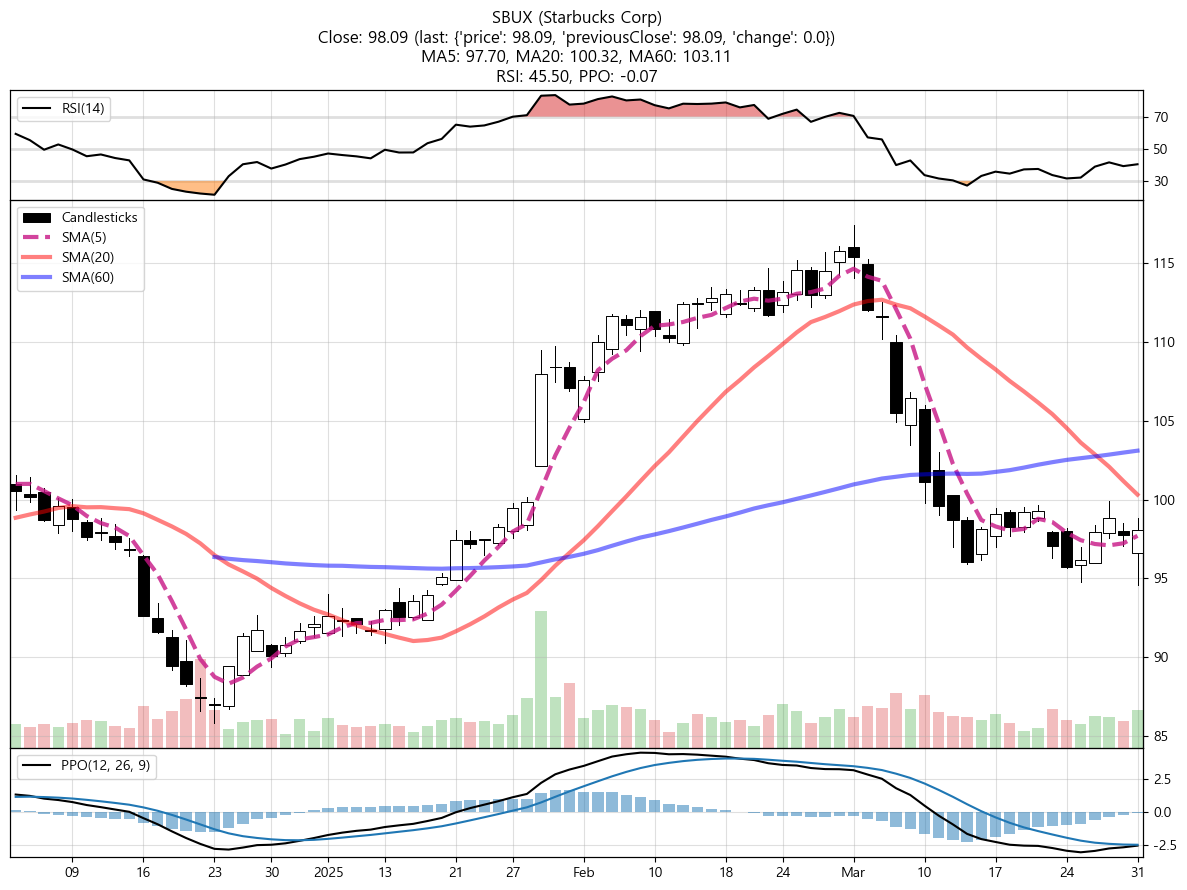 SBUX (Starbucks Corp)
Close: 98.09 (last: {'price': 98.09, 'previousClose': 98.09, 'change': 0.0})
MA5: 97.70, MA20: 100.32, MA60: 103.11
RSI: 45.50, PPO: -0.07
RSI(14)
70
50
30
Candlesticks
SMA(5)
SMA(20)
SMA(60)
115
110
105
100
95
90
85
PPO(12, 26, 9)
2.5
0.0
-2.5
09 16 23 30 2025 13 21 27 Feb 10 18 24 Mar 10 17 24 31